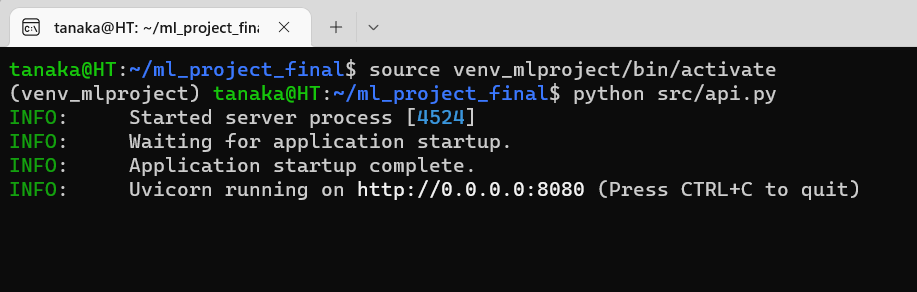 tanaka@HT: ~/ml_project_fina
tanaka@HT:~/ml_project_final$ source venv_mlproject/bin/activate
(venv_mlproject) tanaka@HT:~/ml_project_final$ python src/api.py
INFO:     Started server process [4524]
INFO:     Waiting for application startup.
INFO:     Application startup complete.
INFO:     Uvicorn running on http://0.0.0.0:8080 (Press CTRL+C to quit)